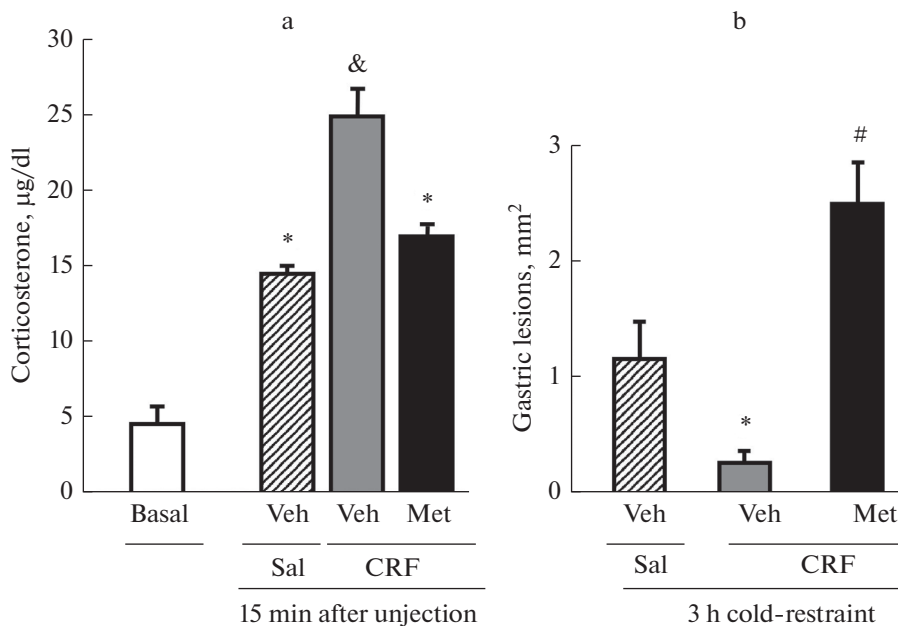 a
30
&
25
20
*
15
*
10
5
0
Corticosterone, µg/dl
Basal
Veh Veh Met
Sal CRF
15 min after unjection
b
3
#
2
1
*
0
Gastric lesions, mm²
Veh Veh Met
Sal CRF
3 h cold-restraint